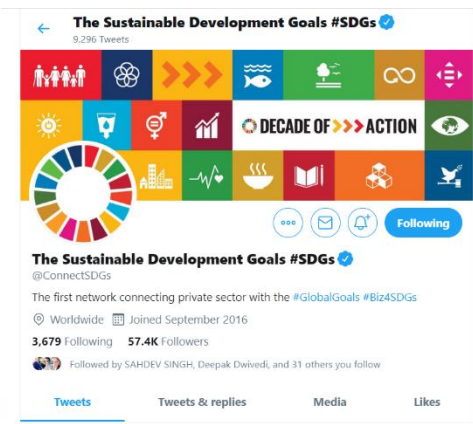 The Sustainable Development Goals #SDGs
9,296 Tweets
DECADE OF >>> ACTION
Following
The Sustainable Development Goals #SDGs
@ConnectSDGs
The first network connecting private sector with the #GlobalGoals #Biz4SDGs
Worldwide Joined September 2016
3,679 Following 57.4K Followers
Followed by SAHDEV SINGH, Deepak Dwivedi, and 31 others you follow
Tweets Tweets & replies Media Likes